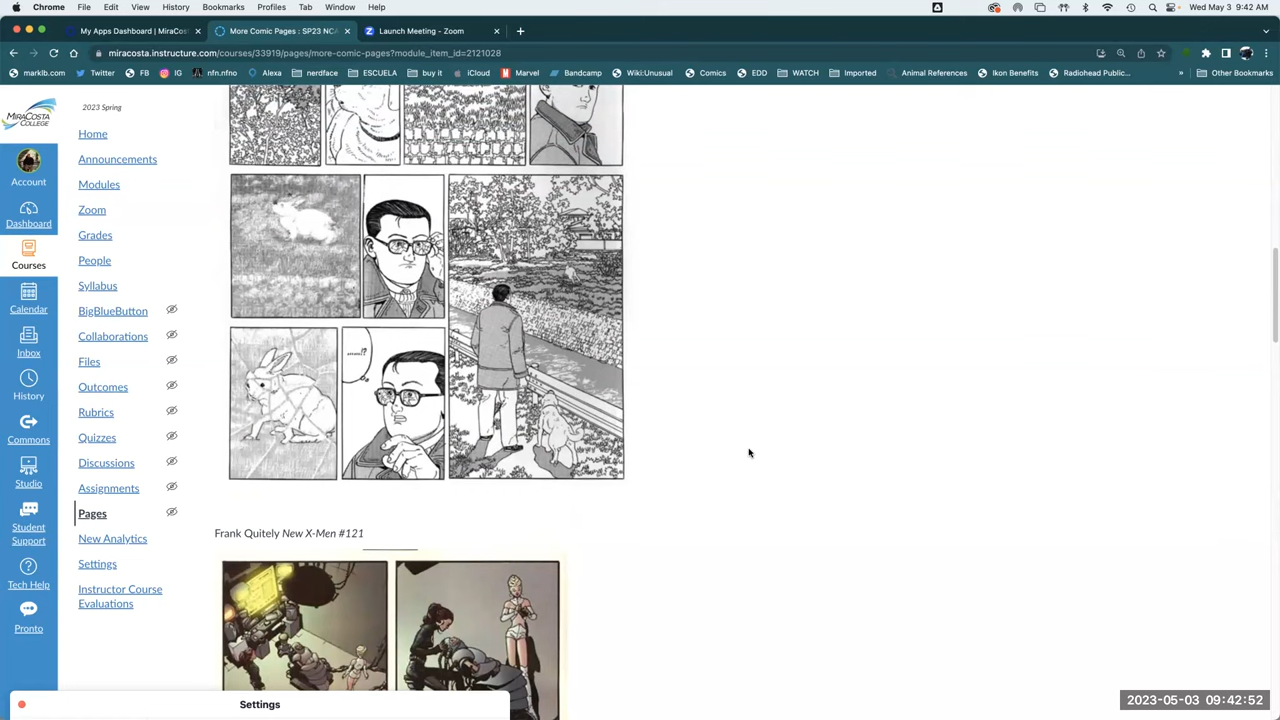 Chrome File Edit View History Bookmarks Profiles Tab Window Help Wed May 3 9:42 AM
My Apps Dashboard | MiraCos × More Comic Pages : SP23 NCA × Launch Meeting - Zoom × +
miracosta.instructure.com/courses/33919/pages/more-comic-pages?module_item_id=2121028
marklb.com Twitter FB IG nfn.nfno Alexa nerdface ESCUELA buy it iCloud Marvel Bandcamp Wiki:Unusual Comics EDD WATCH Imported Animal References Ikon Benefits Radiohead Public... » Other Bookmarks
MIRACOSTA
COLLEGE
Account
Dashboard
Courses
Calendar
Inbox
History
Commons
Studio
Student
Support
Tech Help
Pronto
2023 Spring
Home
Announcements
Modules
Zoom
Grades
People
Syllabus
BigBlueButton
Collaborations
Files
Outcomes
Rubrics
Quizzes
Discussions
Assignments
Pages
New Analytics
Settings
Instructor Course
Evaluations
Frank Quitely New X-Men #121
Settings
2023-05-03 09:42:52